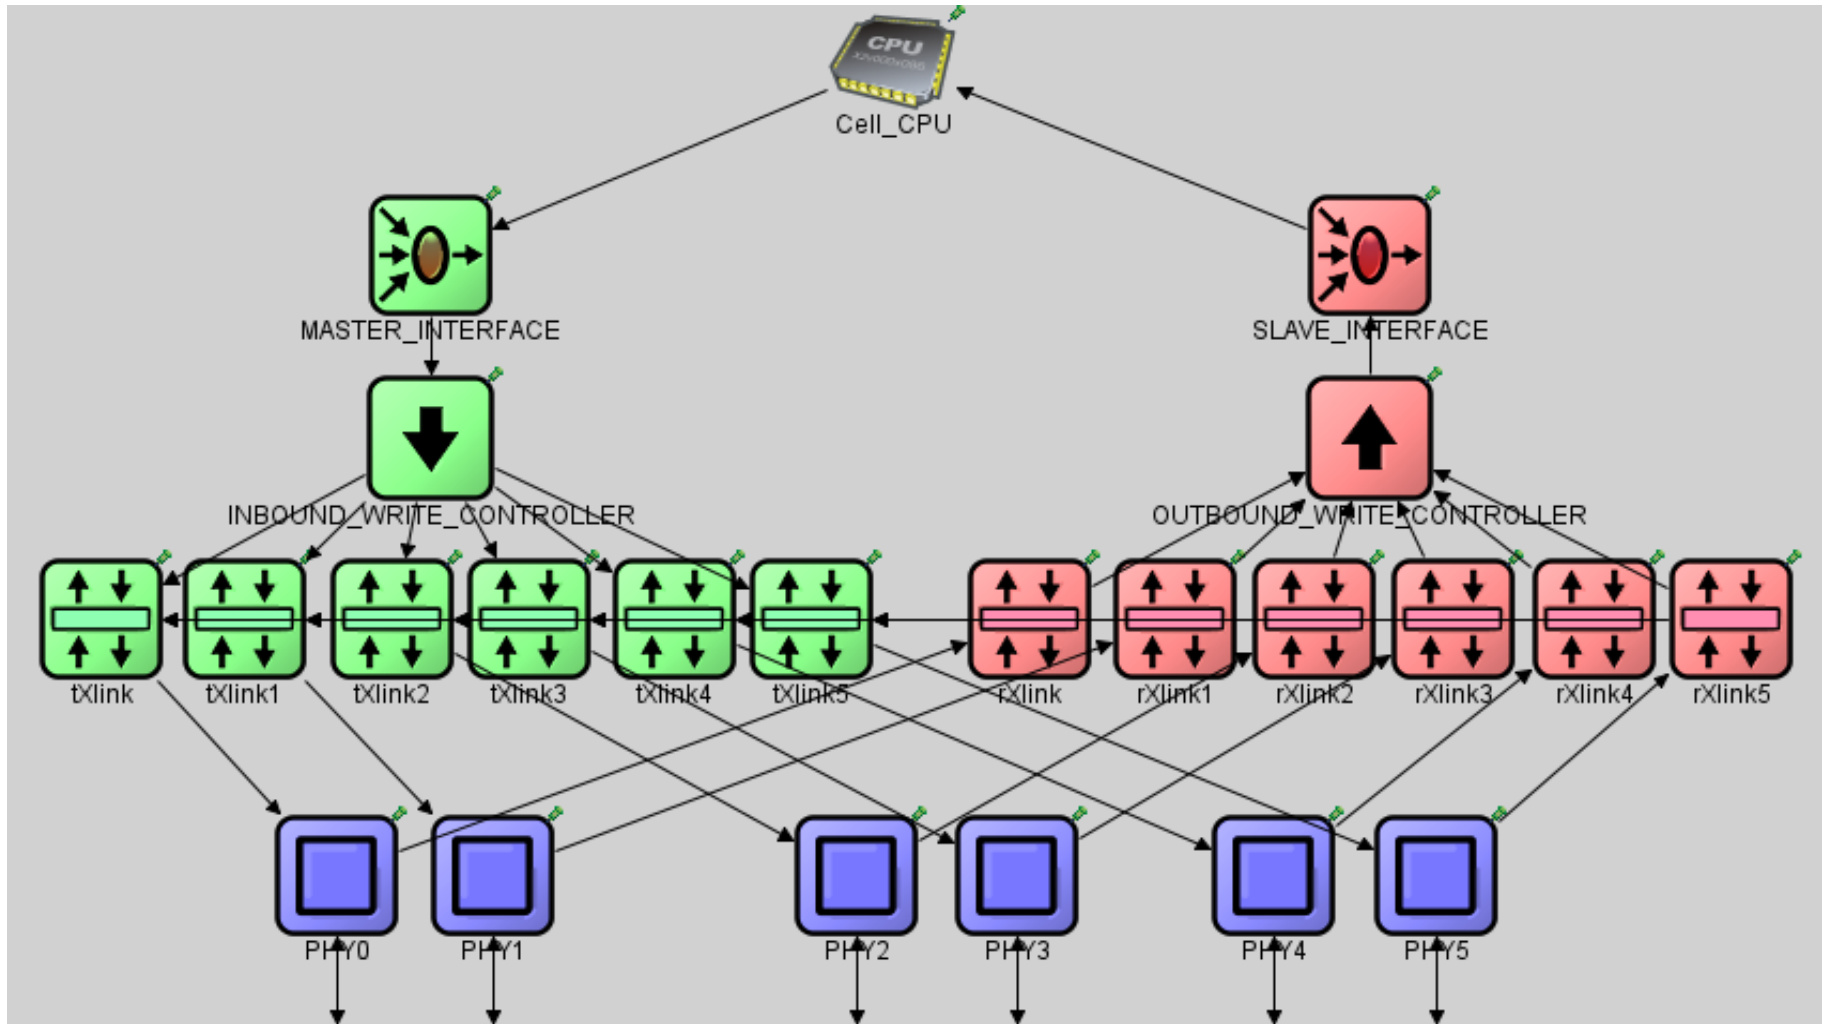 CPU
Cell_CPU
MASTER_INTERFACE
SLAVE_INTERFACE
INBOUND_WRITE_CONTROLLER
OUTBOUND_WRITE_CONTROLLER
tXlink
tXlink1
tXlink2
tXlink3
tXlink4
tXlink5
rXlink
rXlink1
rXlink2
rXlink3
rXlink4
rXlink5
PHY0
PHY1
PHY2
PHY3
PHY4
PHY5